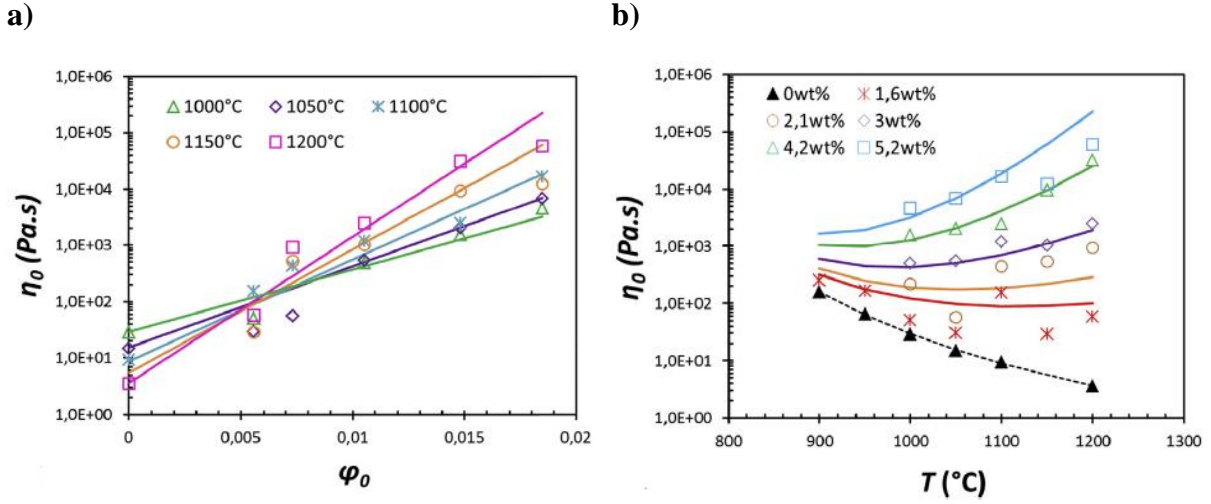 a)
1,0E+06
1,0E+05
1,0E+04
1,0E+03
1,0E+02
1,0E+01
1,0E+00
η₀ (Pa.s)
1000°C 1050°C 1100°C
1150°C 1200°C
0 0,005 0,01 0,015 0,02
φ₀
b)
1,0E+06
1,0E+05
1,0E+04
1,0E+03
1,0E+02
1,0E+01
1,0E+00
η₀ (Pa.s)
0wt% 1,6wt%
2,1wt% 3wt%
4,2wt% 5,2wt%
800 900 1000 1100 1200 1300
T (°C)